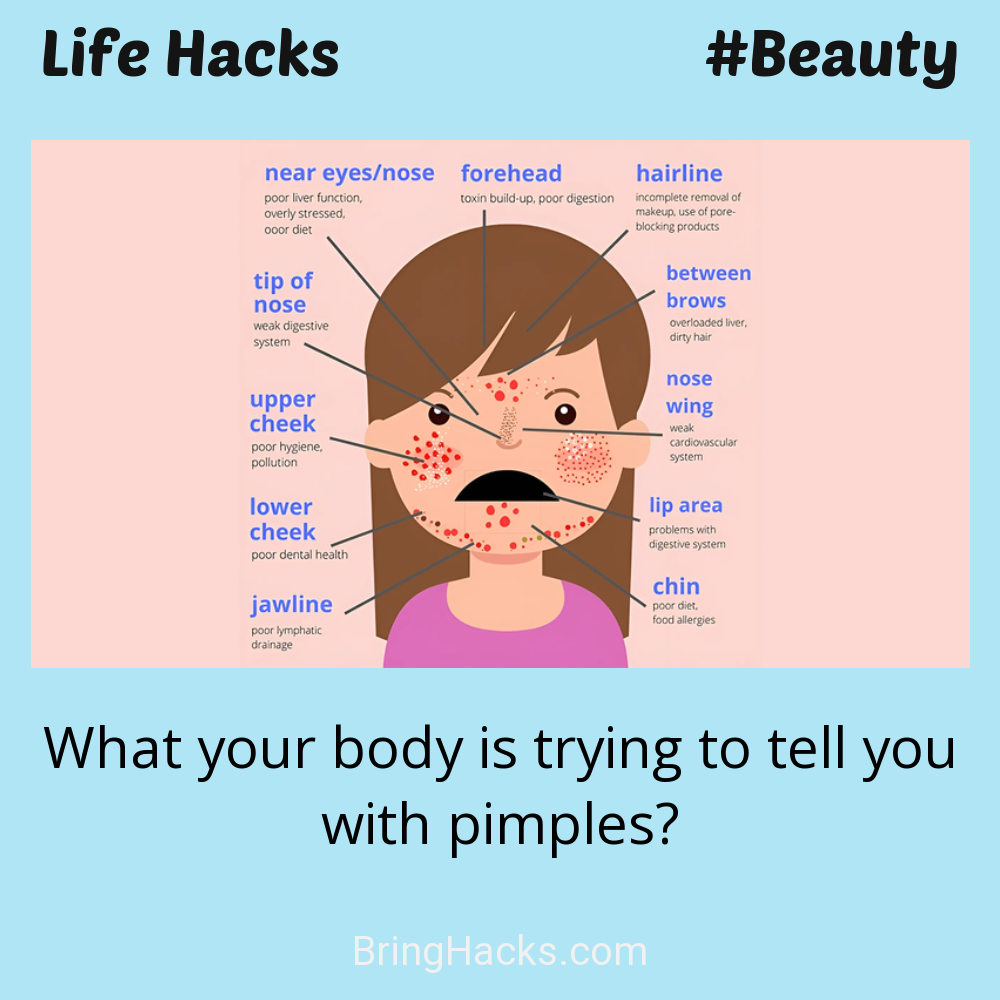 Life Hacks
#Beauty
near eyes/nose
poor liver function,
overly stressed,
ooor diet
forehead
toxin build-up, poor digestion
hairline
incomplete removal of
makeup, use of pore-
blocking products
tip of
nose
weak digestive
system
between
brows
overloaded liver,
dirty hair
upper
cheek
poor hygiene,
pollution
nose
wing
weak
cardiovascular
system
lower
cheek
poor dental health
lip area
problems with
digestive system
jawline
poor lymphatic
drainage
chin
poor diet,
food allergies
What your body is trying to tell you
with pimples?
BringHacks.com